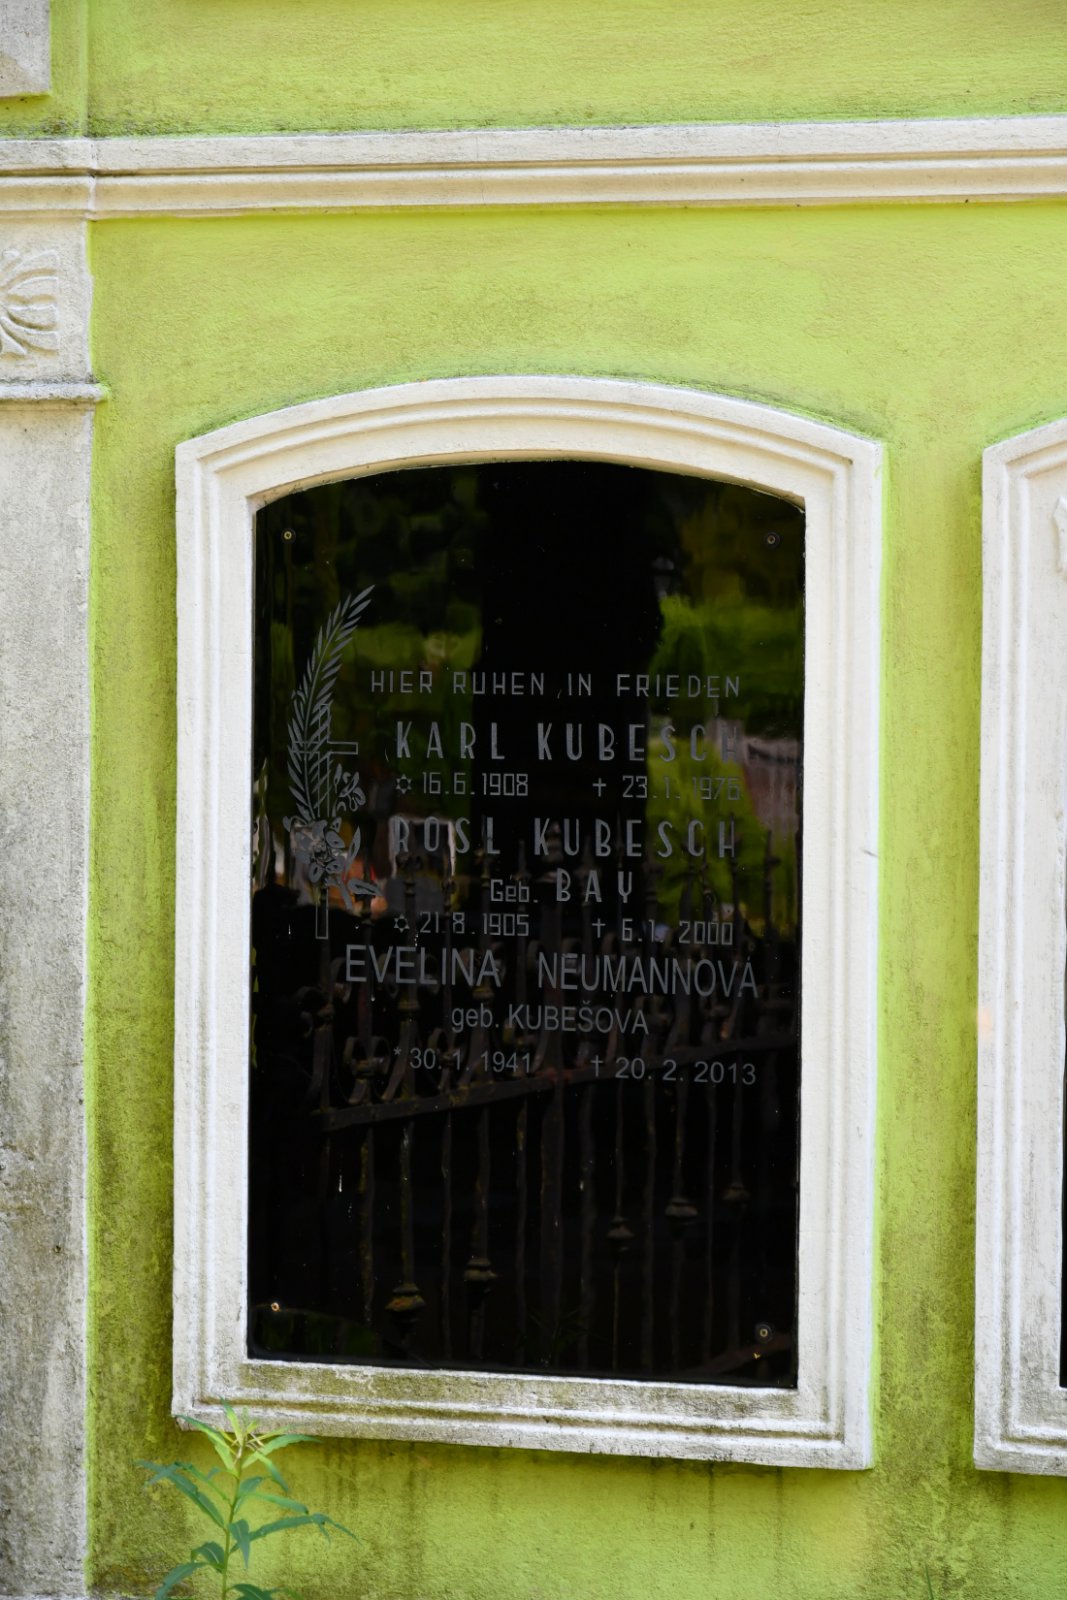 HIER RUHEN IN FRIEDEN
KARL KUBESCH
✡16.6.1908 ✝ 23.1.1976
ROSL KUBESCH
Geb. BAY
✡21.8.1905 ✝ 6.1.2000
EVELINA NEUMANNOVÁ
geb. KUBEŠOVA
*30. 1. 1941 ✝ 20. 2. 2013